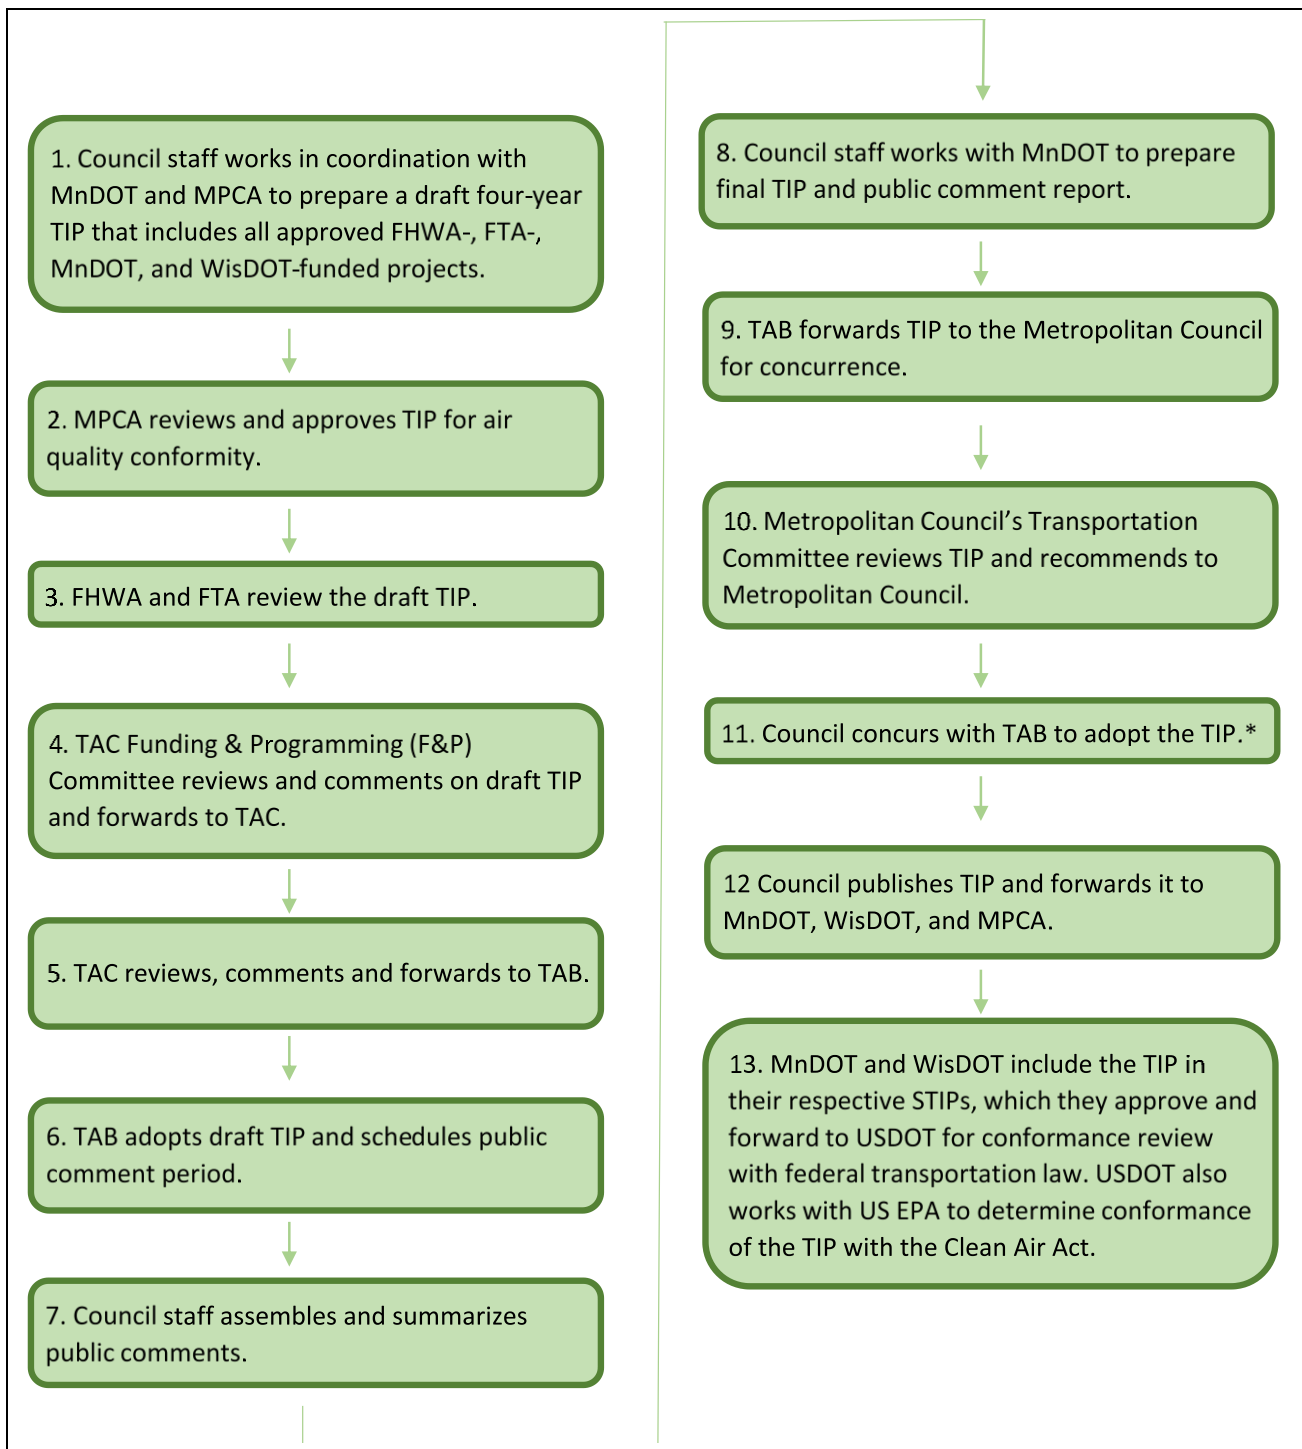 1. Council staff works in coordination with
MnDOT and MPCA to prepare a draft four-year
TIP that includes all approved FHWA-, FTA-,
MnDOT, and WisDOT-funded projects.
2. MPCA reviews and approves TIP for air
quality conformity.
3. FHWA and FTA review the draft TIP.
4. TAC Funding & Programming (F&P)
Committee reviews and comments on draft TIP
and forwards to TAC.
5. TAC reviews, comments and forwards to TAB.
6. TAB adopts draft TIP and schedules public
comment period.
7. Council staff assembles and summarizes
public comments.
8. Council staff works with MnDOT to prepare
final TIP and public comment report.
9. TAB forwards TIP to the Metropolitan Council
for concurrence.
10. Metropolitan Council’s Transportation
Committee reviews TIP and recommends to
Metropolitan Council.
11. Council concurs with TAB to adopt the TIP.*
12 Council publishes TIP and forwards it to
MnDOT, WisDOT, and MPCA.
13. MnDOT and WisDOT include the TIP in
their respective STIPs, which they approve and
forward to USDOT for conformance review
with federal transportation law. USDOT also
works with US EPA to determine conformance
of the TIP with the Clean Air Act.